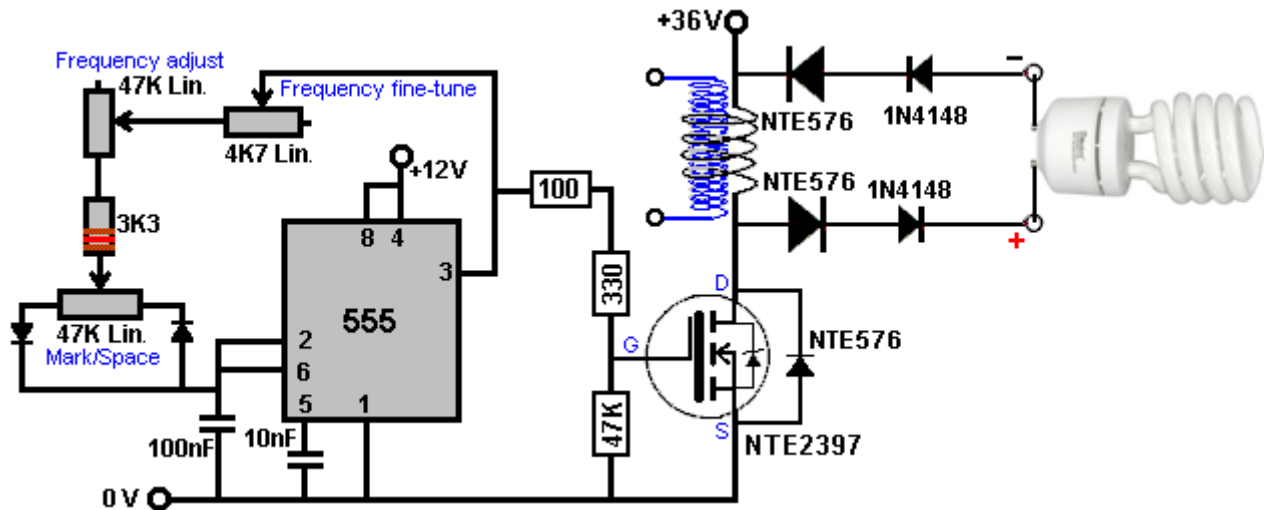 +36V
Frequency adjust
47K Lin.
Frequency fine-tune
4K7 Lin.
+12V
NTE576
1N4148
-
100
3K3
8 4
3
NTE576
1N4148
+
330
D
47K Lin.
Mark/Space
555
2
6
G
NTE576
5 1
100nF
10nF
47K
S
NTE2397
0V